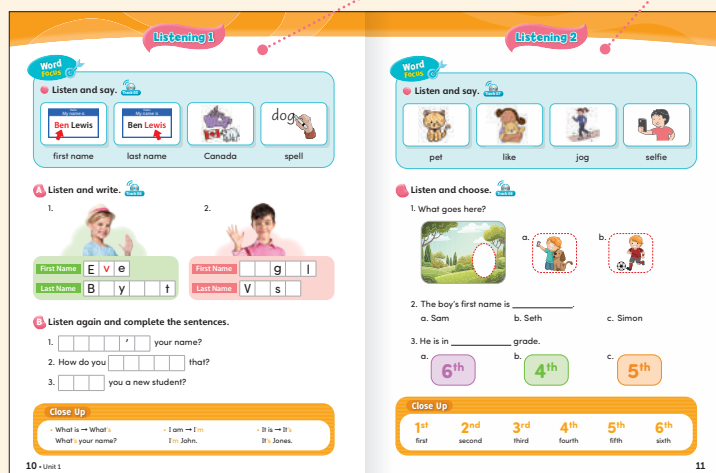 Listening 1
Word
Focus
Listen and say.
My name is
Ben Lewis
My name is
Ben Lewis
dog
first name
last name
Canada
spell
A Listen and write.
1.
2.
First Name E v e
Last Name B y t
First Name g l
Last Name V s
B Listen again and complete the sentences.
1. ' your name?
2. How do you that?
3. you a new student?
Close Up
• What is → What's
What's your name?
• I am → I'm
I'm John.
• It is → It's
It's Jones.
10 • Unit 1
Listening 2
Word
Focus
Listen and say.
pet
like
jog
selfie
Listen and choose.
1. What goes here?
a.
b.
2. The boy's first name is ____________.
a. Sam
b. Seth
c. Simon
3. He is in ____________ grade.
a. 6th
b. 4th
c. 5th
Close Up
1st
first
2nd
second
3rd
third
4th
fourth
5th
fifth
6th
sixth
11